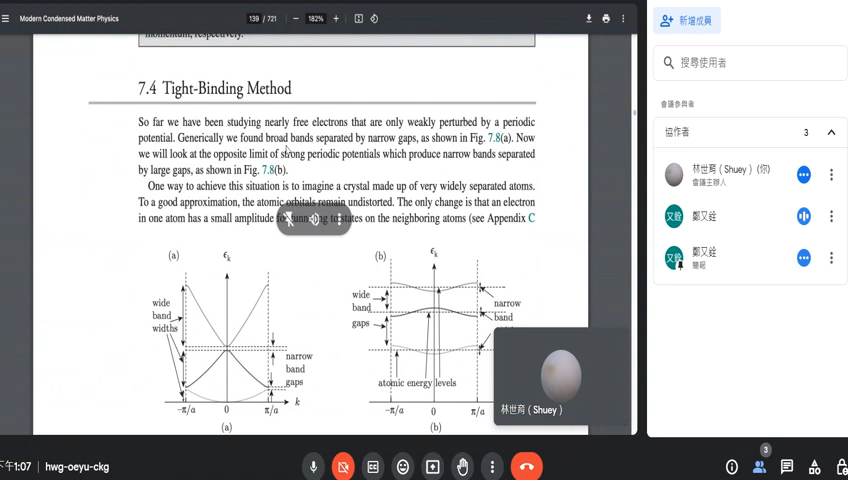 Modern Condensed Matter Physics
139 / 721
182%
momentum, respectively.
7.4 Tight-Binding Method
So far we have been studying nearly free electrons that are only weakly perturbed by a periodic
potential. Generically we found broad bands separated by narrow gaps, as shown in Fig. 7.8(a). Now
we will look at the opposite limit of strong periodic potentials which produce narrow bands separated
by large gaps, as shown in Fig. 7.8(b).
One way to achieve this situation is to imagine a crystal made up of very widely separated atoms.
To a good approximation, the atomic orbitals remain undistorted. The only change is that an electron
in one atom has a small amplitude for tunneling to states on the neighboring atoms (see Appendix C
(a)
ϵk
wide
band
widths
narrow
band
gaps
−π/a
0
π/a
k
(a)
(b)
ϵk
wide
band
gaps
narrow
band
atomic energy levels
−π/a
0
π/a
(b)
林世育 ( Shuey )
下午1:07
hwg-oeyu-ckg
3
新增成員
搜尋使用者
會議參與者
協作者
3
林世育 ( Shuey ) (你)
會議主辦人
又銓
鄭又銓
又銓
鄭又銓
簡報